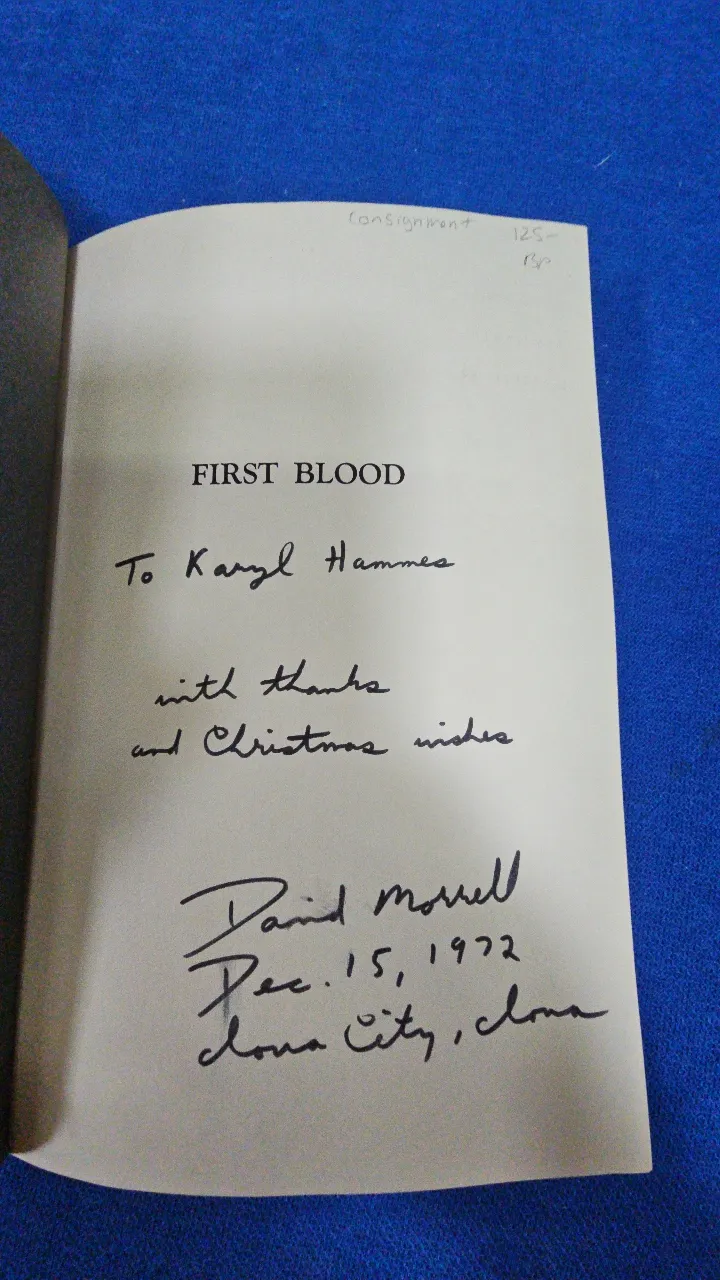 Consignment 125-
BP
FIRST BLOOD
To Karyl Hammes
with thanks
and Christmas wishes
David Morrell
Dec. 15, 1972
Iowa City, Iowa